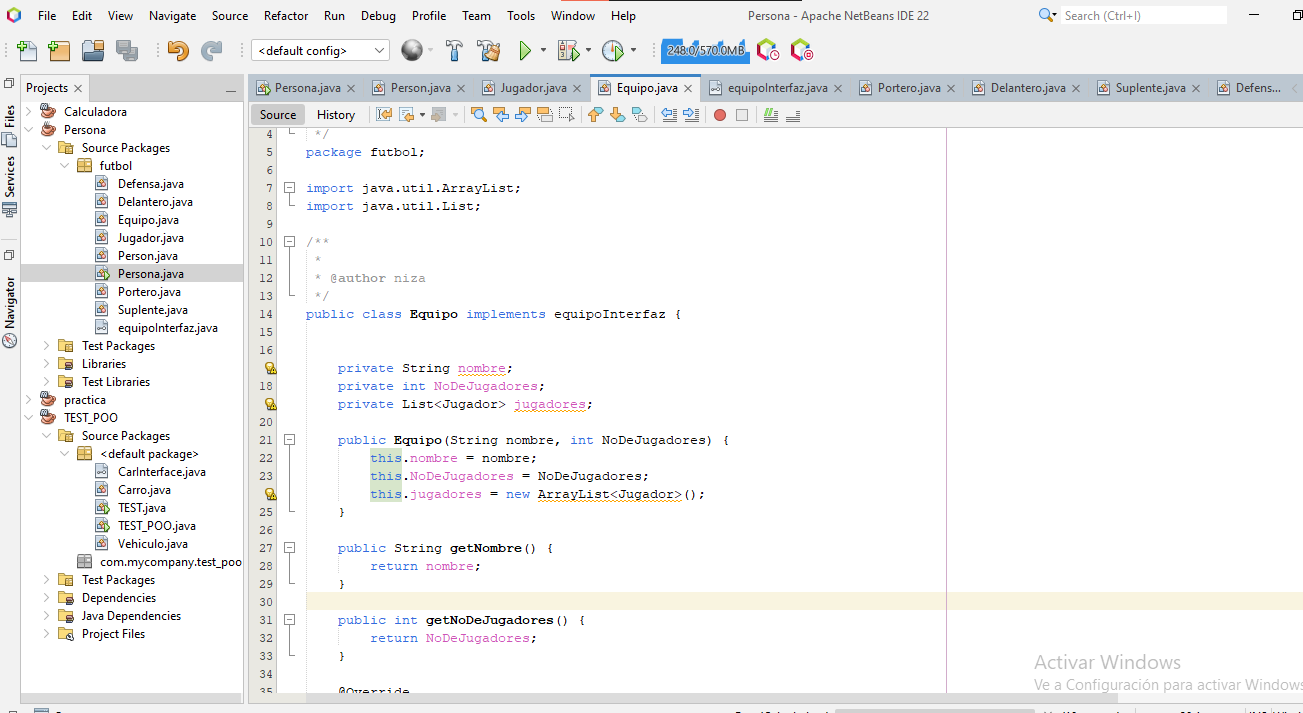 File Edit View Navigate Source Refactor Run Debug Profile Team Tools Window Help
Persona - Apache NetBeans IDE 22
Search (Ctrl+I)
<default config>
248.0/570.0MB
Files
Services
Navigator
Projects
Calculadora
Persona
Source Packages
futbol
Defensa.java
Delantero.java
Equipo.java
Jugador.java
Person.java
Persona.java
Portero.java
Suplente.java
equipoInterfaz.java
Test Packages
Libraries
Test Libraries
practica
TEST_POO
Source Packages
<default package>
CarInterface.java
Carro.java
TEST.java
TEST_POO.java
Vehiculo.java
com.mycompany.test_poo
Test Packages
Dependencies
Java Dependencies
Project Files
Persona.java Person.java Jugador.java Equipo.java equipoInterfaz.java Portero.java Delantero.java Suplente.java Defens...
Source History
4 */
5 package futbol;
6
7 import java.util.ArrayList;
8 import java.util.List;
9
10 /**
11 *
12 * @author niza
13 */
14 public class Equipo implements equipoInterfaz {
15
16
private String nombre;
18 private int NoDeJugadores;
private List<Jugador> jugadores;
20
21 public Equipo(String nombre, int NoDeJugadores) {
22 this.nombre = nombre;
23 this.NoDeJugadores = NoDeJugadores;
this.jugadores = new ArrayList<Jugador>();
25 }
26
27 public String getNombre() {
28 return nombre;
29 }
30
31 public int getNoDeJugadores() {
32 return NoDeJugadores;
33 }
34
35 @Override
Activar Windows
Ve a Configuración para activar Windows